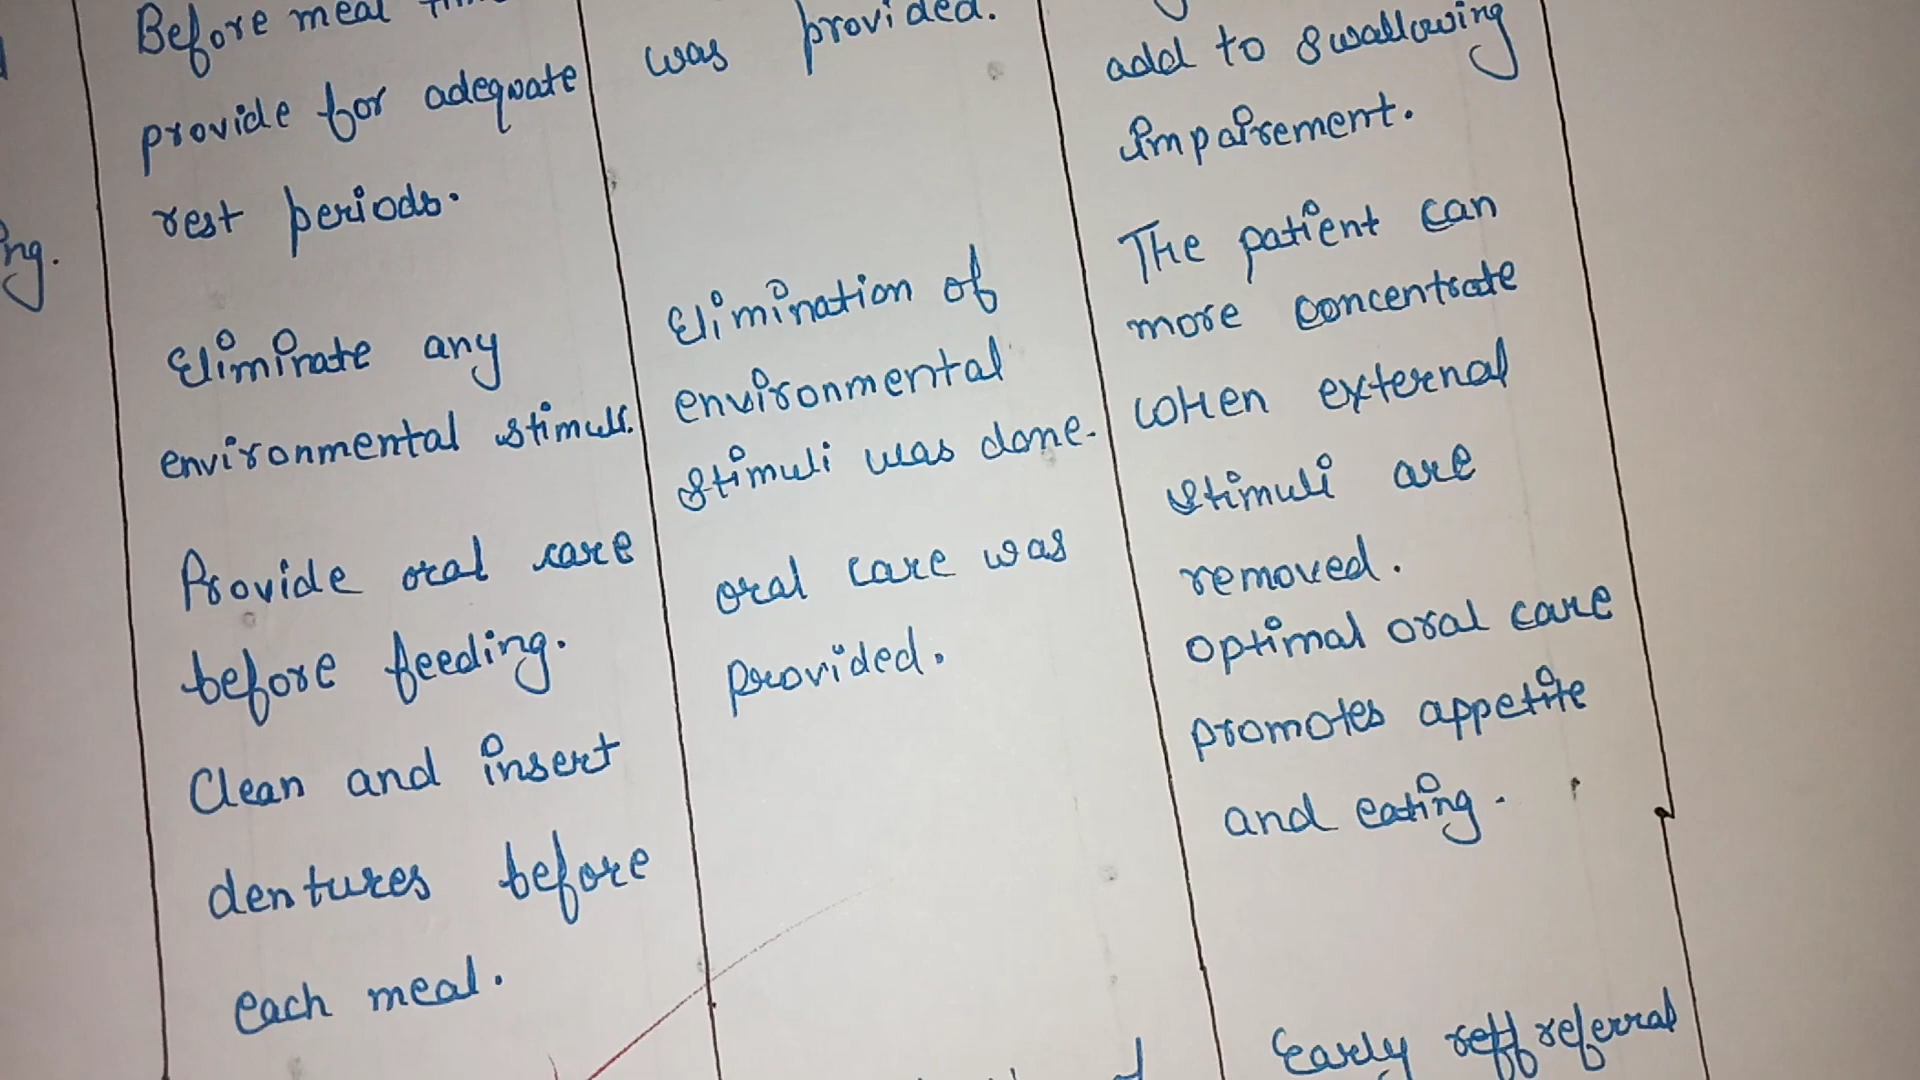 Before meal
provide for adequate
rest periods.
Eliminate any
environmental stimuli.
Provide oral care
before feeding.
Clean and insert
dentures before
each meal.
was provided.
Elimination of
environmental
stimuli was done.
oral care was
provided.
add to swallowing
impairement.
The patient can
more concentrate
when external
stimuli are
removed.
optimal oral care
promotes appetite
and eating.
Early referral